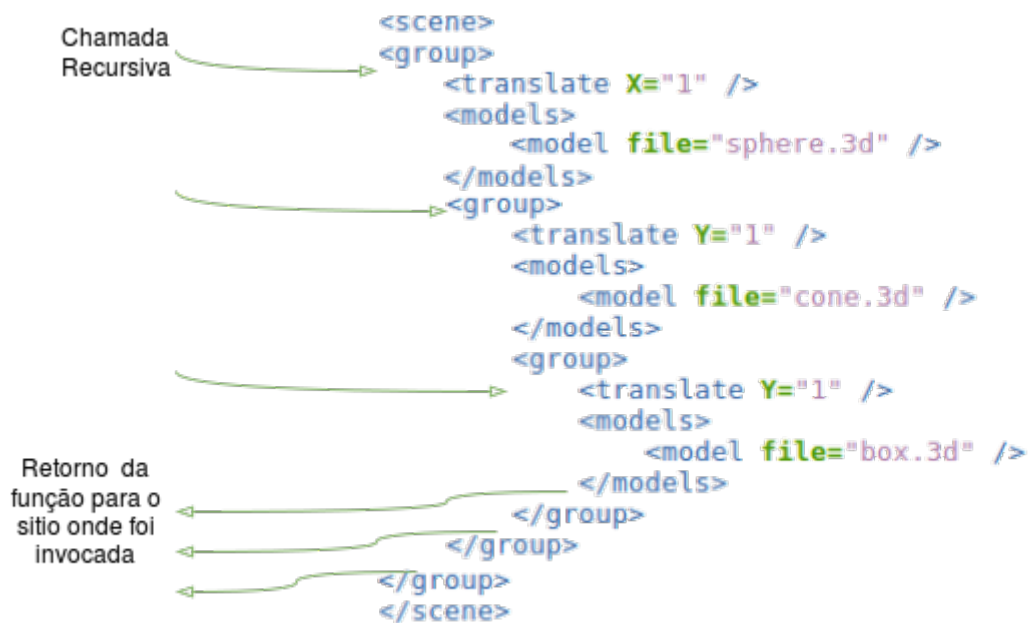 <scene>
Chamada
Recursiva
<group>
<translate X="1" />
<models>
<model file="sphere.3d" />
</models>
<group>
<translate Y="1" />
<models>
<model file="cone.3d" />
</models>
<group>
<translate Y="1" />
<models>
<model file="box.3d" />
</models>
</group>
</group>
</group>
</scene>
Retorno da
função para o
sitio onde foi
invocada